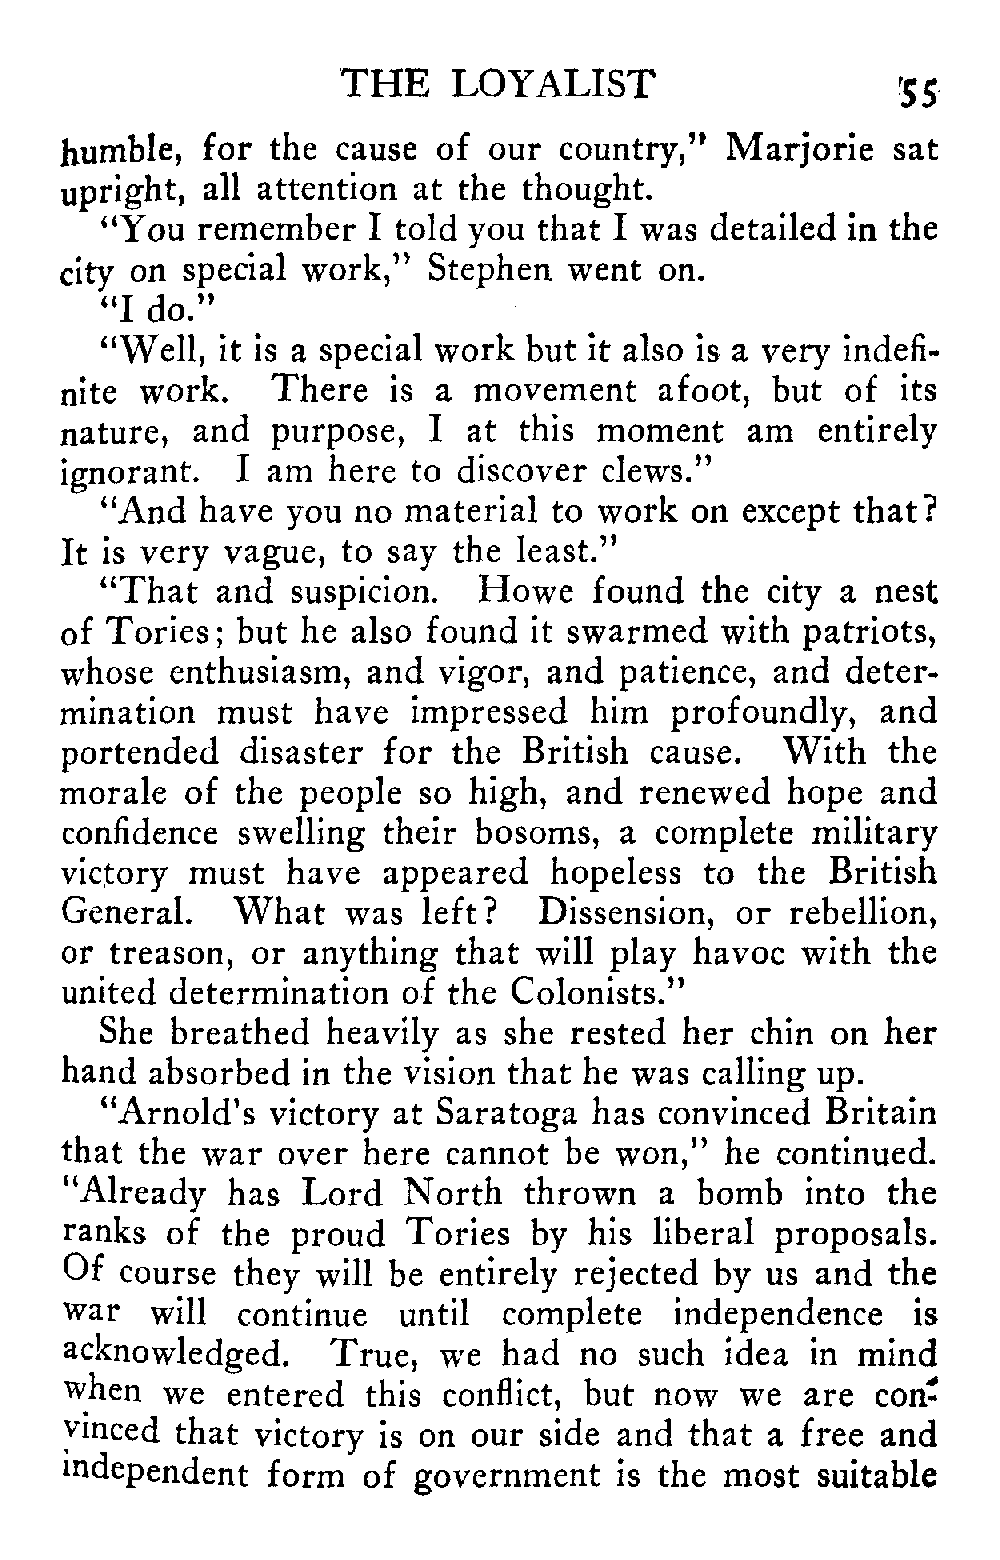 THE LOYALIST 55
humble, for the cause of our country," Marjorie sat
upright, all attention at the thought.
"You remember I told you that I was detailed in the
city on special work," Stephen went on.
"I do."
"Well, it is a special work but it also is a very indefi-
nite work. There is a movement afoot, but of its
nature, and purpose, I at this moment am entirely
ignorant. I am here to discover clews."
"And have you no material to work on except that?
It is very vague, to say the least."
"That and suspicion. Howe found the city a nest
of Tories; but he also found it swarmed with patriots,
whose enthusiasm, and vigor, and patience, and deter-
mination must have impressed him profoundly, and
portended disaster for the British cause. With the
morale of the people so high, and renewed hope and
confidence swelling their bosoms, a complete military
victory must have appeared hopeless to the British
General. What was left? Dissension, or rebellion,
or treason, or anything that will play havoc with the
united determination of the Colonists."
She breathed heavily as she rested her chin on her
hand absorbed in the vision that he was calling up.
"Arnold's victory at Saratoga has convinced Britain
that the war over here cannot be won," he continued.
"Already has Lord North thrown a bomb into the
ranks of the proud Tories by his liberal proposals.
Of course they will be entirely rejected by us and the
war will continue until complete independence is
acknowledged. True, we had no such idea in mind
when we entered this conflict, but now we are con-
vinced that victory is on our side and that a free and
independent form of government is the most suitable